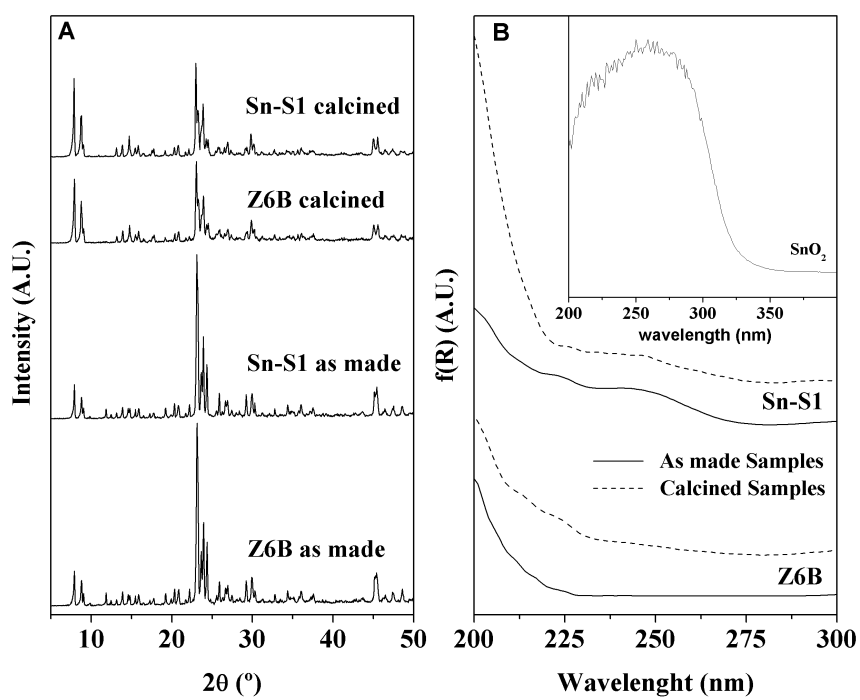 A
Sn-S1 calcined
Z6B calcined
Sn-S1 as made
Z6B as made
Intensity (A.U.)
10 20 30 40 50
2θ (º)
B
SnO2
200 250 300 350
wavelength (nm)
f(R) (A.U.)
Sn-S1
As made Samples
Calcined Samples
Z6B
200 225 250 275 300
Wavelenght (nm)